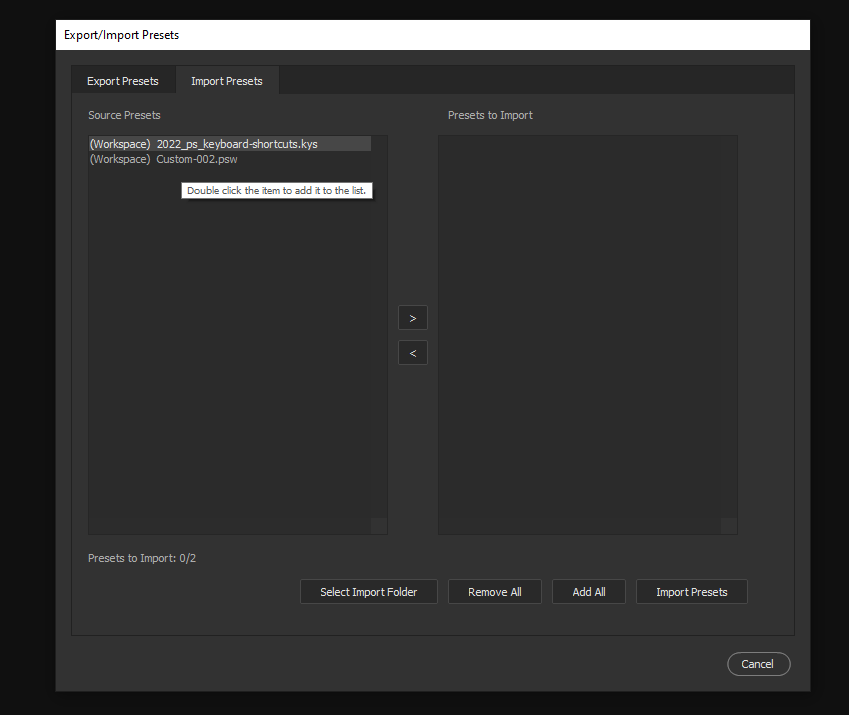 Export/Import Presets
Export Presets
Import Presets
Source Presets
Presets to Import
(Workspace) 2022_ps_keyboard-shortcuts.kys
(Workspace) Custom-002.psw
Double click the item to add it to the list.
>
<
Presets to Import: 0/2
Select Import Folder
Remove All
Add All
Import Presets
Cancel